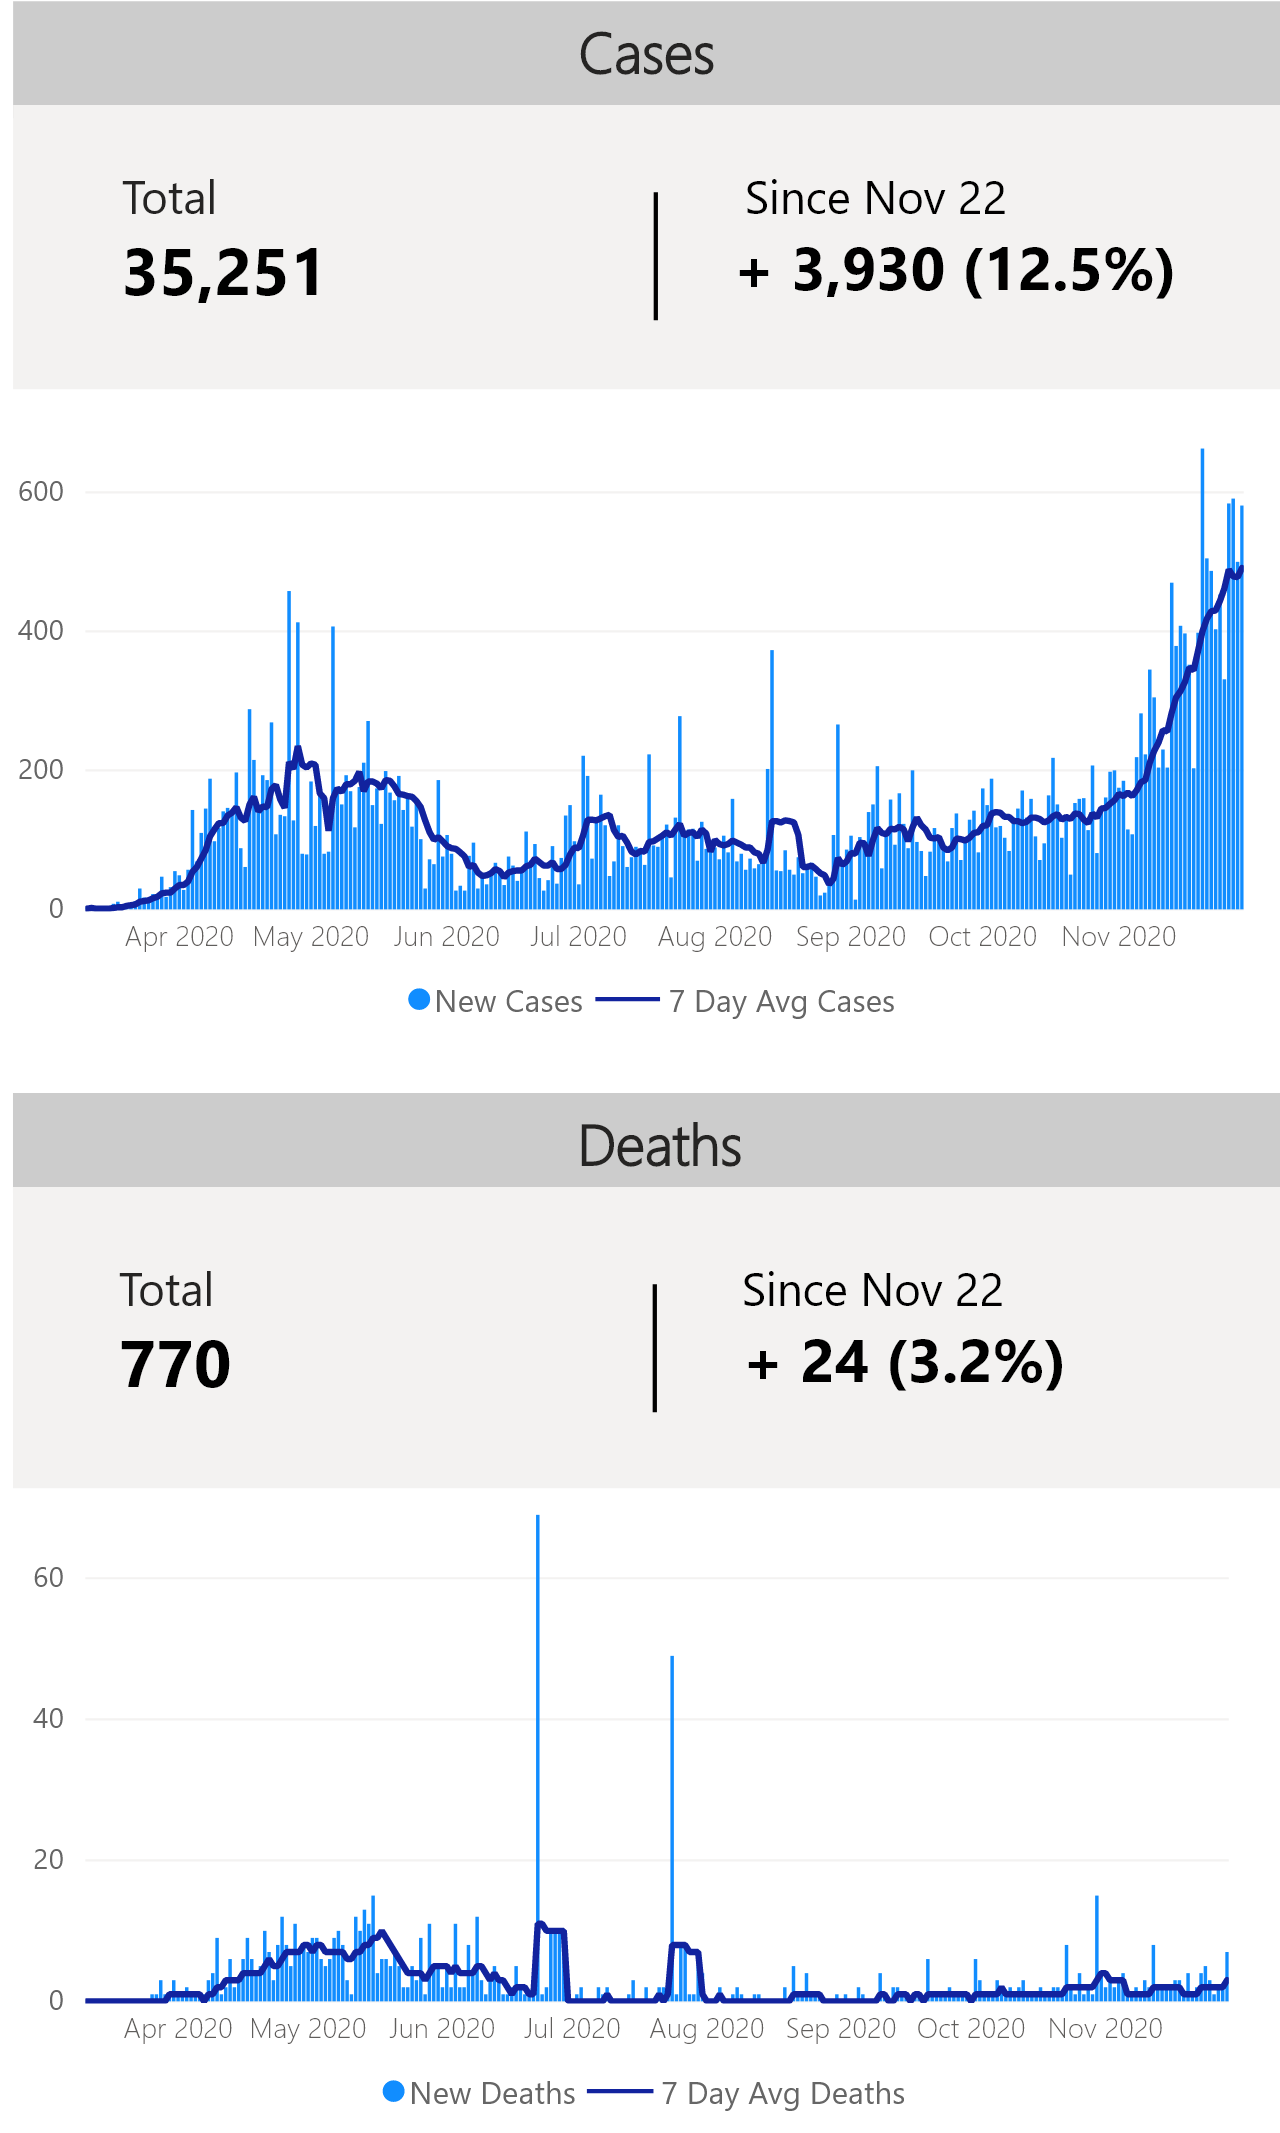 Cases
Total
Since Nov 22
35,251
+ 3,930 (12.5%)
600
400
200
0
Apr 2020 May 2020 Jun 2020 Jul 2020 Aug 2020 Sep 2020 Oct 2020 Nov 2020
New Cases 7 Day Avg Cases
Deaths
Total
Since Nov 22
770
+ 24 (3.2%)
60
40
20
0
Apr 2020 May 2020 Jun 2020 Jul 2020 Aug 2020 Sep 2020 Oct 2020 Nov 2020
New Deaths 7 Day Avg Deaths